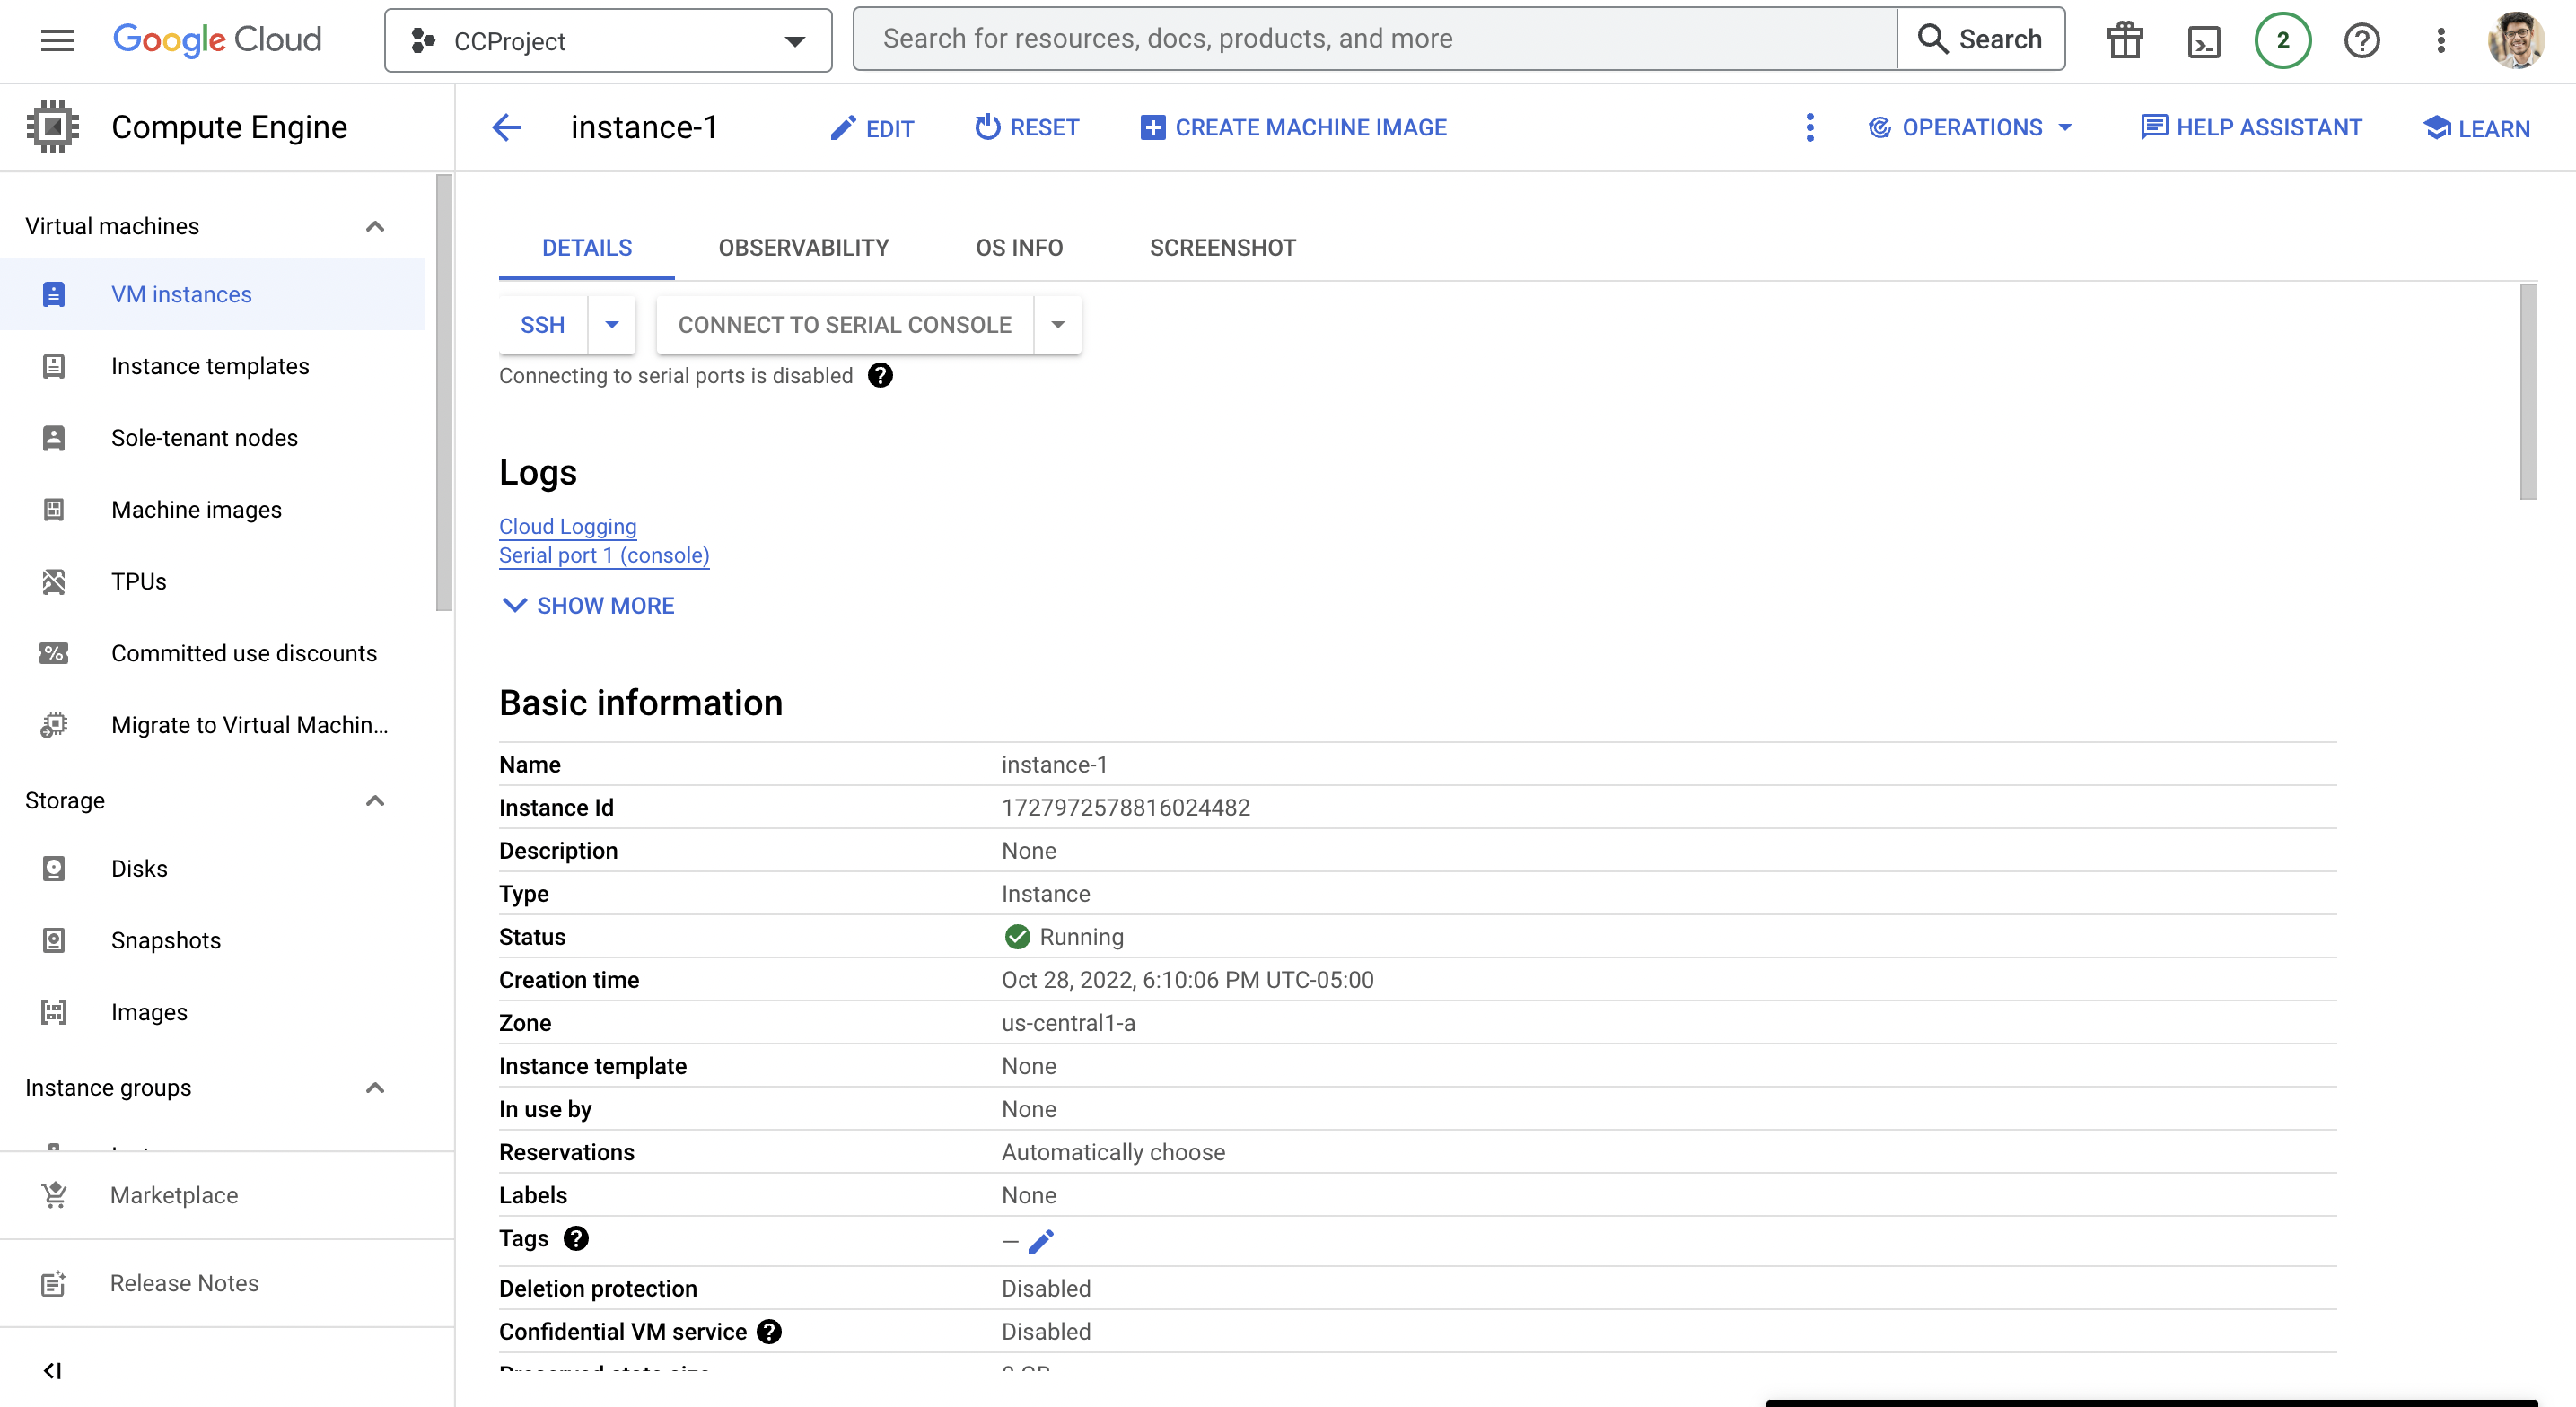 Google Cloud
CCProject
Search for resources, docs, products, and more
Search
2
Compute Engine
instance-1
EDIT
RESET
CREATE MACHINE IMAGE
OPERATIONS
HELP ASSISTANT
LEARN
Virtual machines
VM instances
Instance templates
Sole-tenant nodes
Machine images
TPUs
Committed use discounts
Migrate to Virtual Machin...
Storage
Disks
Snapshots
Images
Instance groups
Marketplace
Release Notes
DETAILS
OBSERVABILITY
OS INFO
SCREENSHOT
SSH
CONNECT TO SERIAL CONSOLE
Connecting to serial ports is disabled
Logs
Cloud Logging
Serial port 1 (console)
SHOW MORE
Basic information
Name instance-1
Instance Id 1727972578816024482
Description None
Type Instance
Status Running
Creation time Oct 28, 2022, 6:10:06 PM UTC-05:00
Zone us-central1-a
Instance template None
In use by None
Reservations Automatically choose
Labels None
Tags —
Deletion protection Disabled
Confidential VM service Disabled